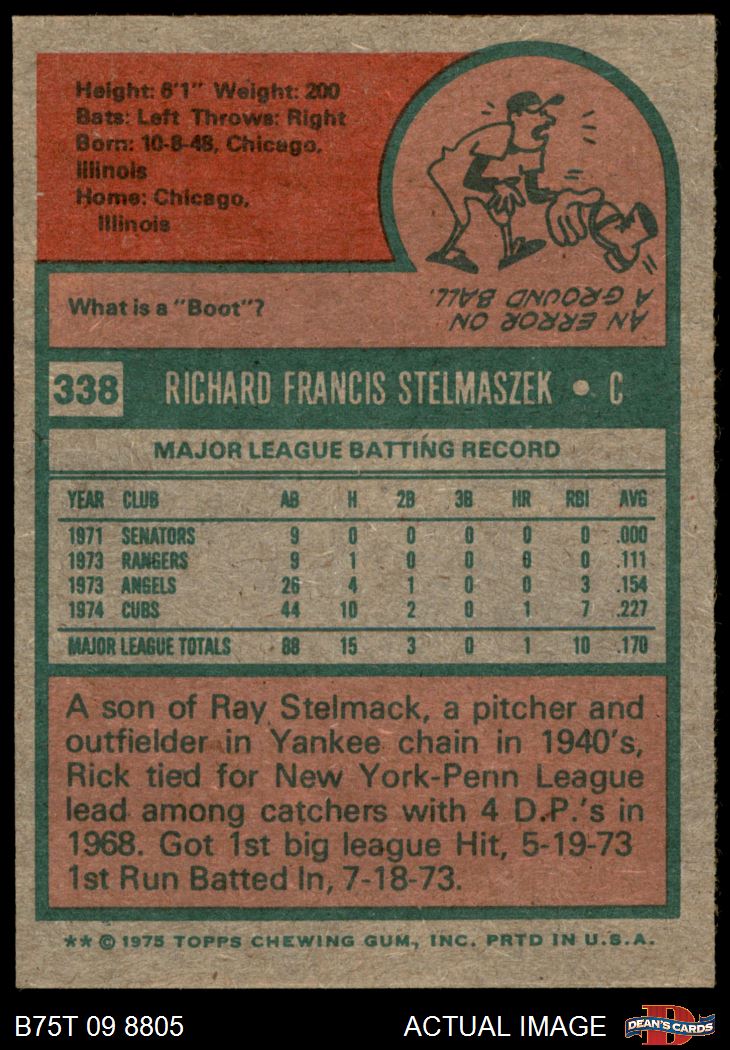 Height: 6'1" Weight: 200
Bats: Left Throws: Right
Born: 10-8-48, Chicago,
Illinois
Home: Chicago,
Illinois
What is a "Boot"?
AN ERROR ON
A GROUND BALL.
338 RICHARD FRANCIS STELMASZEK • C
MAJOR LEAGUE BATTING RECORD
YEAR CLUB AB H 2B 3B HR RBI AVG
1971 SENATORS 9 0 0 0 0 0 .000
1973 RANGERS 9 1 0 0 0 0 .111
1973 ANGELS 26 4 1 0 0 3 .154
1974 CUBS 44 10 2 0 1 7 .227
MAJOR LEAGUE TOTALS 88 15 3 0 1 10 .170
A son of Ray Stelmack, a pitcher and
outfielder in Yankee chain in 1940's,
Rick tied for New York-Penn League
lead among catchers with 4 D.P.'s in
1968. Got 1st big league Hit, 5-19-73
1st Run Batted In, 7-18-73.
** © 1975 TOPPS CHEWING GUM, INC. PRTD IN U.S.A.
B75T 09 8805 ACTUAL IMAGE
D
DEAN'S CARDS